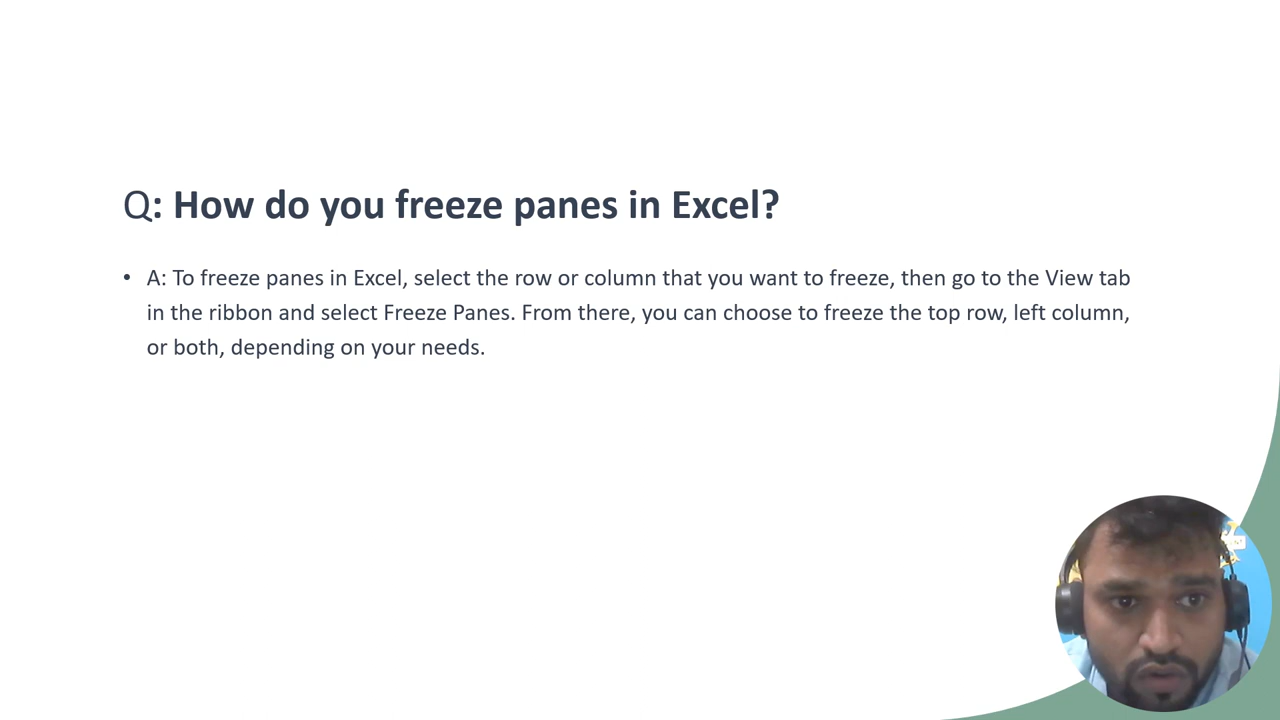 Q: How do you freeze panes in Excel?
• A: To freeze panes in Excel, select the row or column that you want to freeze, then go to the View tab
in the ribbon and select Freeze Panes. From there, you can choose to freeze the top row, left column,
or both, depending on your needs.